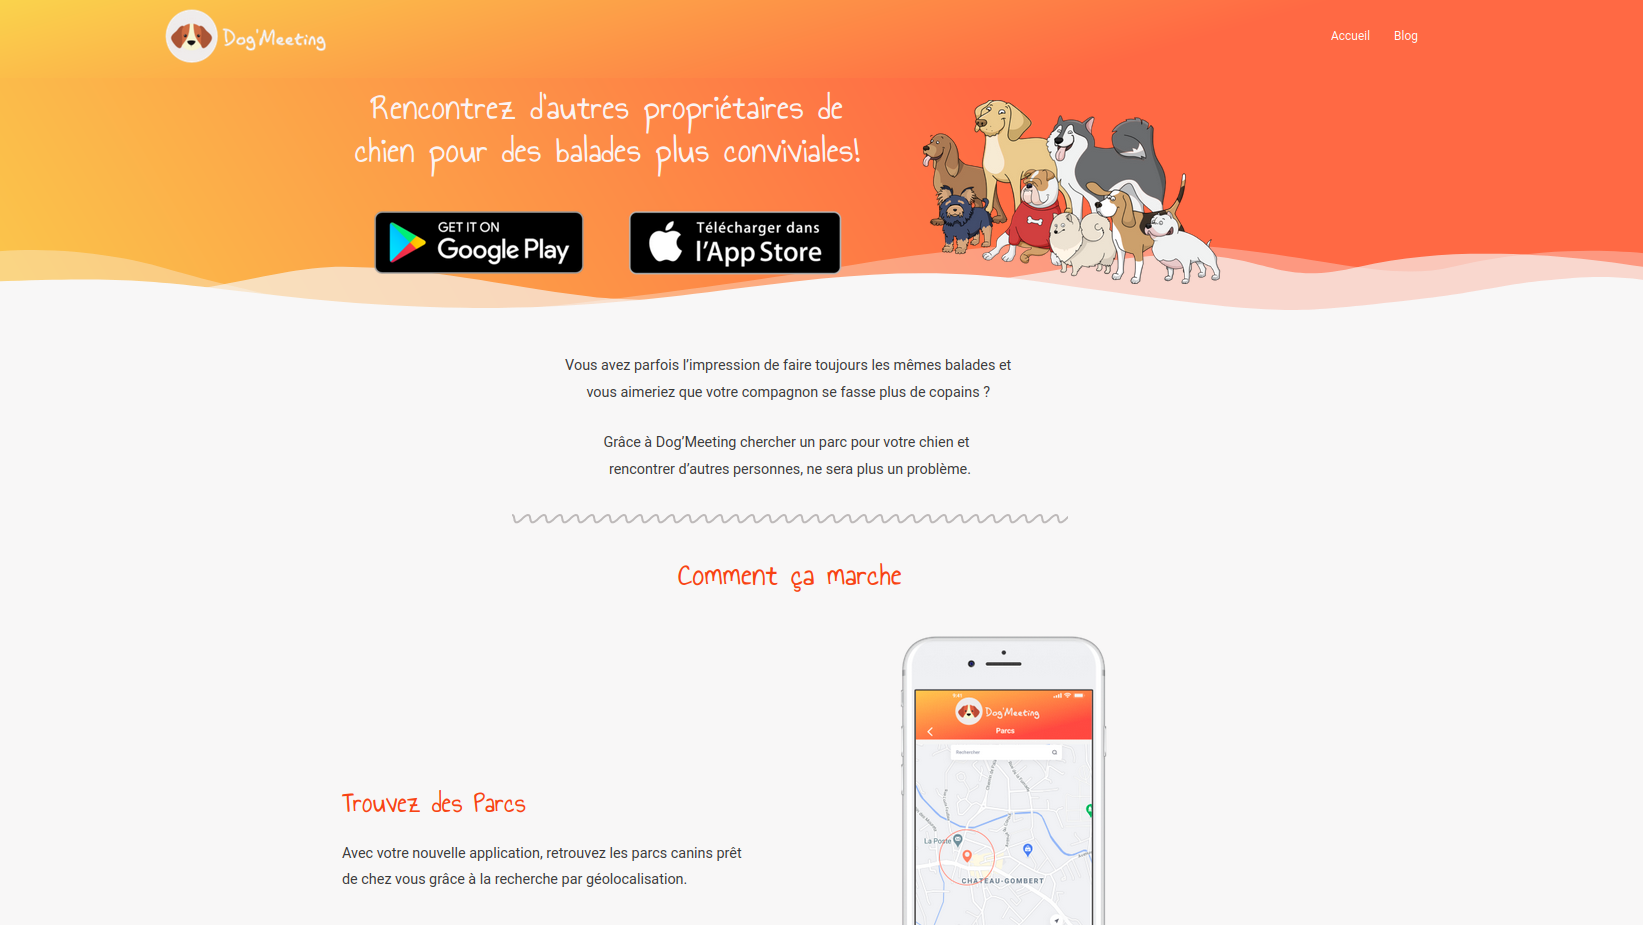 Dog'Meeting
Accueil
Blog
Rencontrez d'autres propriétaires de
chien pour des balades plus conviviales!
GET IT ON
Google Play
Télécharger dans
l'App Store
Vous avez parfois l’impression de faire toujours les mêmes balades et
vous aimeriez que votre compagnon se fasse plus de copains ?
Grâce à Dog’Meeting chercher un parc pour votre chien et
rencontrer d’autres personnes, ne sera plus un problème.
Comment ça marche
Dog'Meeting
Parcs
Rechercher
La Poste
CHATEAU-GOMBERT
Trouvez des Parcs
Avec votre nouvelle application, retrouvez les parcs canins prêt
de chez vous grâce à la recherche par géolocalisation.